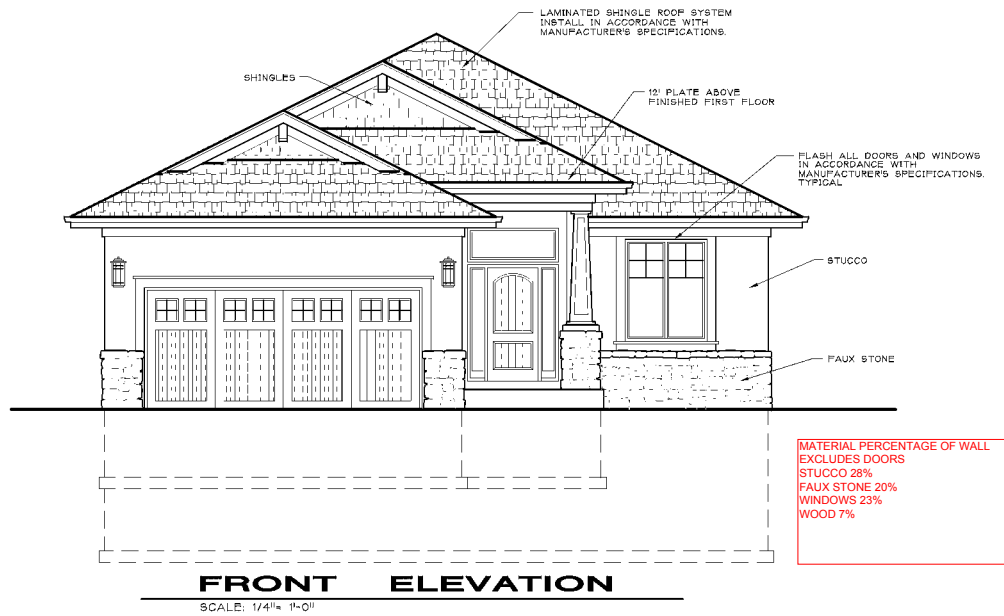 LAMINATED SHINGLE ROOF SYSTEM
INSTALL IN ACCORDANCE WITH
MANUFACTURER'S SPECIFICATIONS.
SHINGLES
12' PLATE ABOVE
FINISHED FIRST FLOOR
FLASH ALL DOORS AND WINDOWS
IN ACCORDANCE WITH
MANUFACTURER'S SPECIFICATIONS.
TYPICAL
STUCCO
FAUX STONE
MATERIAL PERCENTAGE OF WALL
EXCLUDES DOORS
STUCCO 28%
FAUX STONE 20%
WINDOWS 23%
WOOD 7%
FRONT ELEVATION
SCALE: 1/4"= 1'-0"